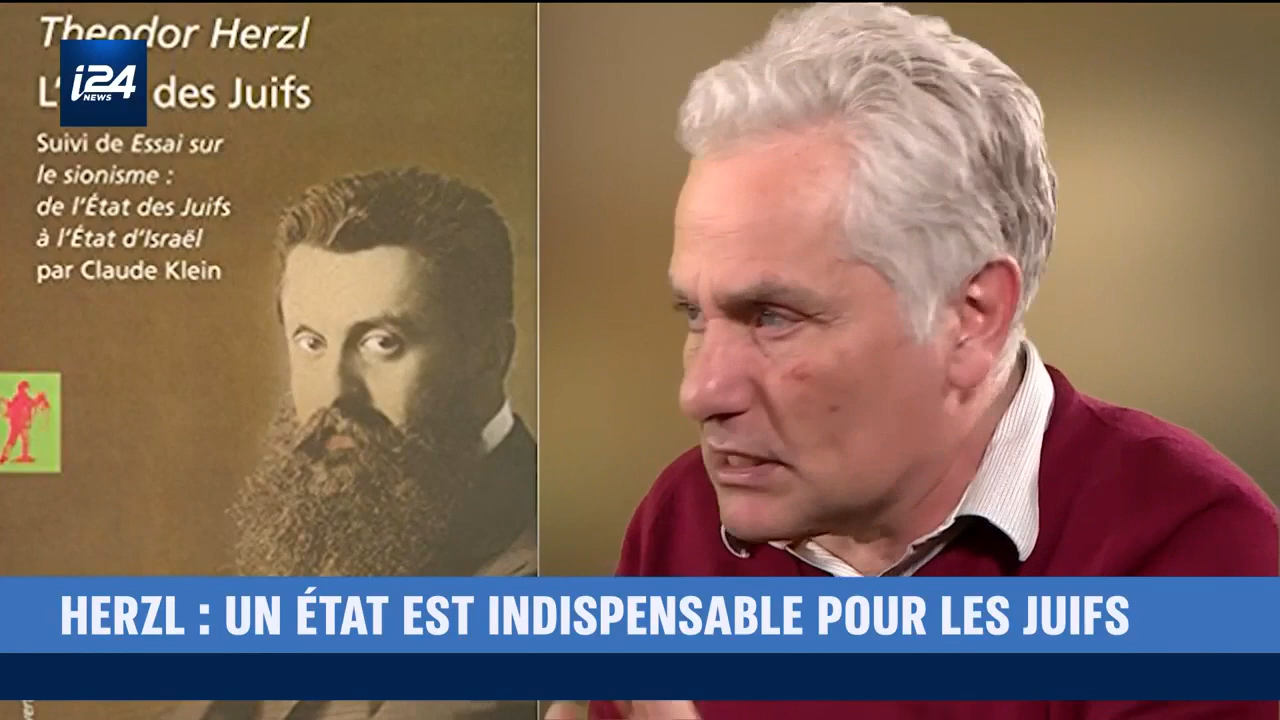 Theodor Herzl
i24
NEWS
L' des Juifs
Suivi de Essai sur
le sionisme :
de l'État des Juifs
à l'État d'Israël
par Claude Klein
HERZL : UN ÉTAT EST INDISPENSABLE POUR LES JUIFS